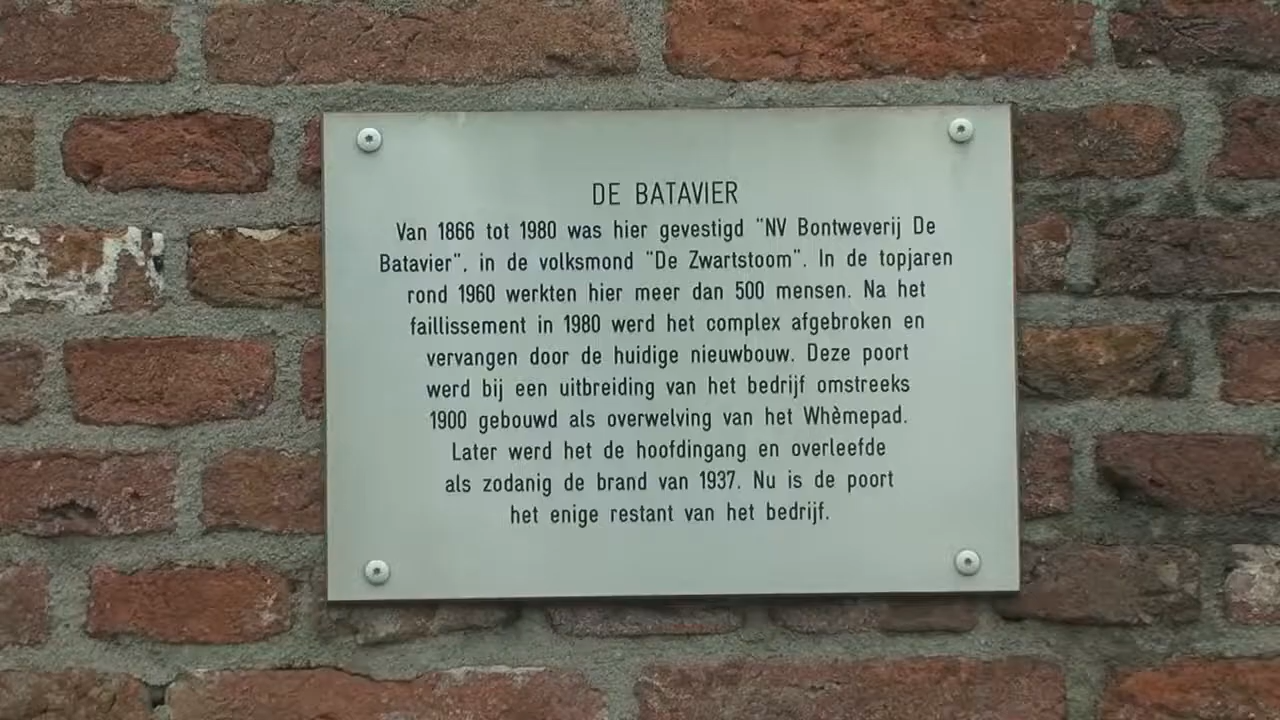 DE BATAVIER
Van 1866 tot 1980 was hier gevestigd "NV Bontweverij De
Batavier", in de volksmond "De Zwartstoom". In de topjaren
rond 1960 werkten hier meer dan 500 mensen. Na het
faillissement in 1980 werd het complex afgebroken en
vervangen door de huidige nieuwbouw. Deze poort
werd bij een uitbreiding van het bedrijf omstreeks
1900 gebouwd als overwelving van het Whèmepad.
Later werd het de hoofdingang en overleefde
als zodanig de brand van 1937. Nu is de poort
het enige restant van het bedrijf.